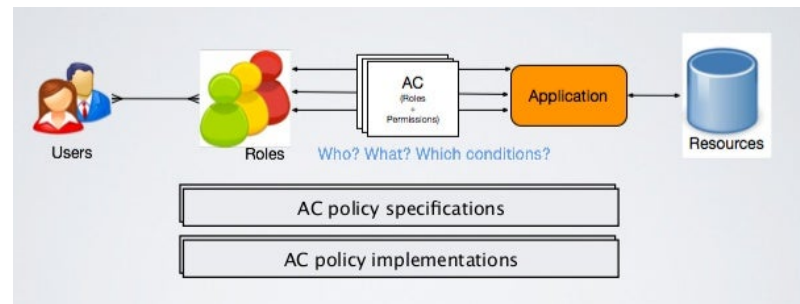 AC
(Roles
+
Permissions)
Application
Users
Roles
Who? What? Which conditions?
Resources
AC policy specifications
AC policy implementations